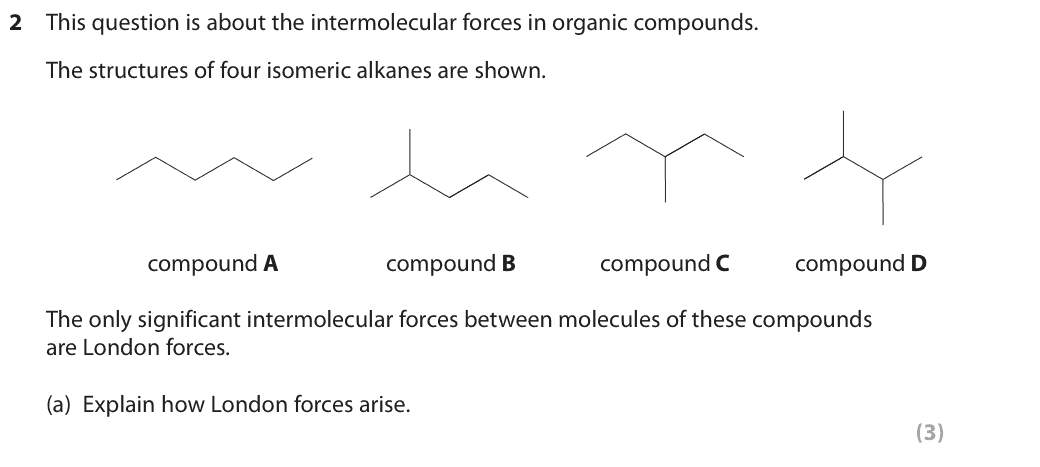 2 This question is about the intermolecular forces in organic compounds.
The structures of four isomeric alkanes are shown.
compound A compound B compound C compound D
The only significant intermolecular forces between molecules of these compounds
are London forces.
(a) Explain how London forces arise.
(3)